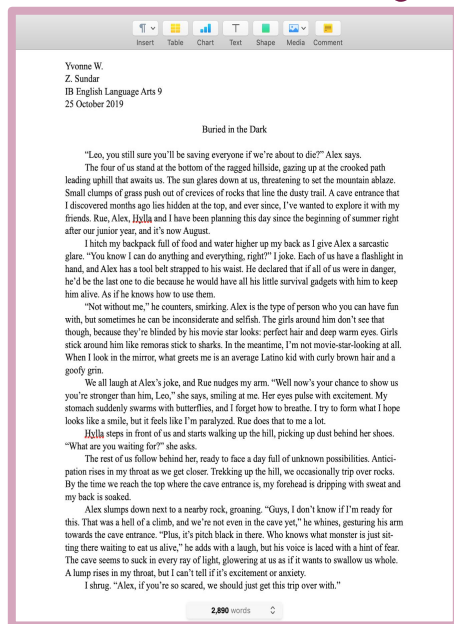 Insert Table Chart Text Shape Media Comment
Yvonne W.
Z. Sundar
IB English Language Arts 9
25 October 2019
Buried in the Dark
“Leo, you still sure you’ll be saving everyone if we’re about to die?” Alex says.
The four of us stand at the bottom of the ragged hillside, gazing up at the crooked path
leading uphill that awaits us. The sun glares down at us, threatening to set the mountain ablaze.
Small clumps of grass push out of crevices of rocks that line the dusty trail. A cave entrance that
I discovered months ago lies hidden at the top, and ever since, I’ve wanted to explore it with my
friends. Rue, Alex, Hylla and I have been planning this day since the beginning of summer right
after our junior year, and it’s now August.
I hitch my backpack full of food and water higher up my back as I give Alex a sarcastic
glare. “You know I can do anything and everything, right?” I joke. Each of us have a flashlight in
hand, and Alex has a tool belt strapped to his waist. He declared that if all of us were in danger,
he’d be the last one to die because he would have all his little survival gadgets with him to keep
him alive. As if he knows how to use them.
“Not without me,” he counters, smirking. Alex is the type of person who you can have fun
with, but sometimes he can be inconsiderate and selfish. The girls around him don’t see that
though, because they’re blinded by his movie star looks: perfect hair and deep warm eyes. Girls
stick around him like remoras stick to sharks. In the meantime, I’m not movie-star-looking at all.
When I look in the mirror, what greets me is an average Latino kid with curly brown hair and a
goofy grin.
We all laugh at Alex’s joke, and Rue nudges my arm. “Well now’s your chance to show us
you’re stronger than him, Leo,” she says, smiling at me. Her eyes pulse with excitement. My
stomach suddenly swarms with butterflies, and I forget how to breathe. I try to form what I hope
looks like a smile, but it feels like I’m paralyzed. Rue does that to me a lot.
Hylla steps in front of us and starts walking up the hill, picking up dust behind her shoes.
“What are you waiting for?” she asks.
The rest of us follow behind her, ready to face a day full of unknown possibilities. Antici-
pation rises in my throat as we get closer. Trekking up the hill, we occasionally trip over rocks.
By the time we reach the top where the cave entrance is, my forehead is dripping with sweat and
my back is soaked.
Alex slumps down next to a nearby rock, groaning. “Guys, I don’t know if I’m ready for
this. That was a hell of a climb, and we’re not even in the cave yet,” he whines, gesturing his arm
towards the cave entrance. “Plus, it’s pitch black in there. Who knows what monster is just sit-
ting there waiting to eat us alive,” he adds with a laugh, but his voice is laced with a hint of fear.
The cave seems to suck in every ray of light, glowering at us as if it wants to swallow us whole.
A lump rises in my throat, but I can’t tell if it’s excitement or anxiety.
I shrug. “Alex, if you’re so scared, we should just get this trip over with.”
2,890 words